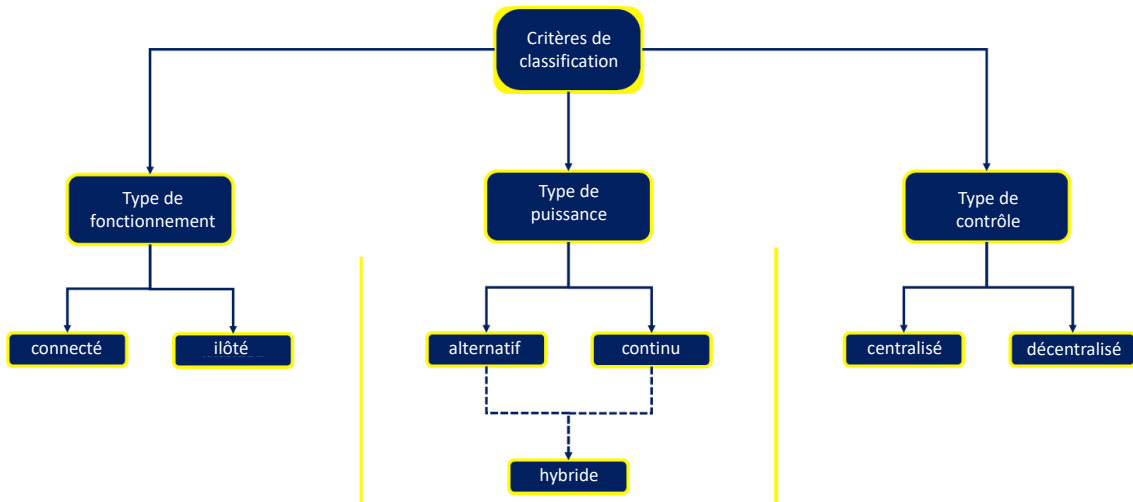 Critères de
classification
Type de
fonctionnement
Type de
puissance
Type de
contrôle
connecté
ilôté
alternatif
continu
centralisé
décentralisé
hybride